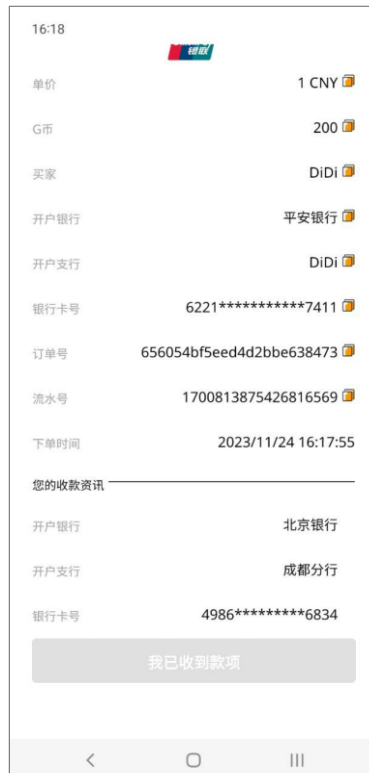 16:18
银联
单价 1 CNY
G币 200
买家 DiDi
开户银行 平安银行
开户支行 DiDi
银行卡号 6221***********7411
订单号 656054bf5eed4d2bbe638473
流水号 1700813875426816569
下单时间 2023/11/24 16:17:55
您的收款资讯
开户银行 北京银行
开户支行 成都分行
银行卡号 4986*********6834
我已收到款项